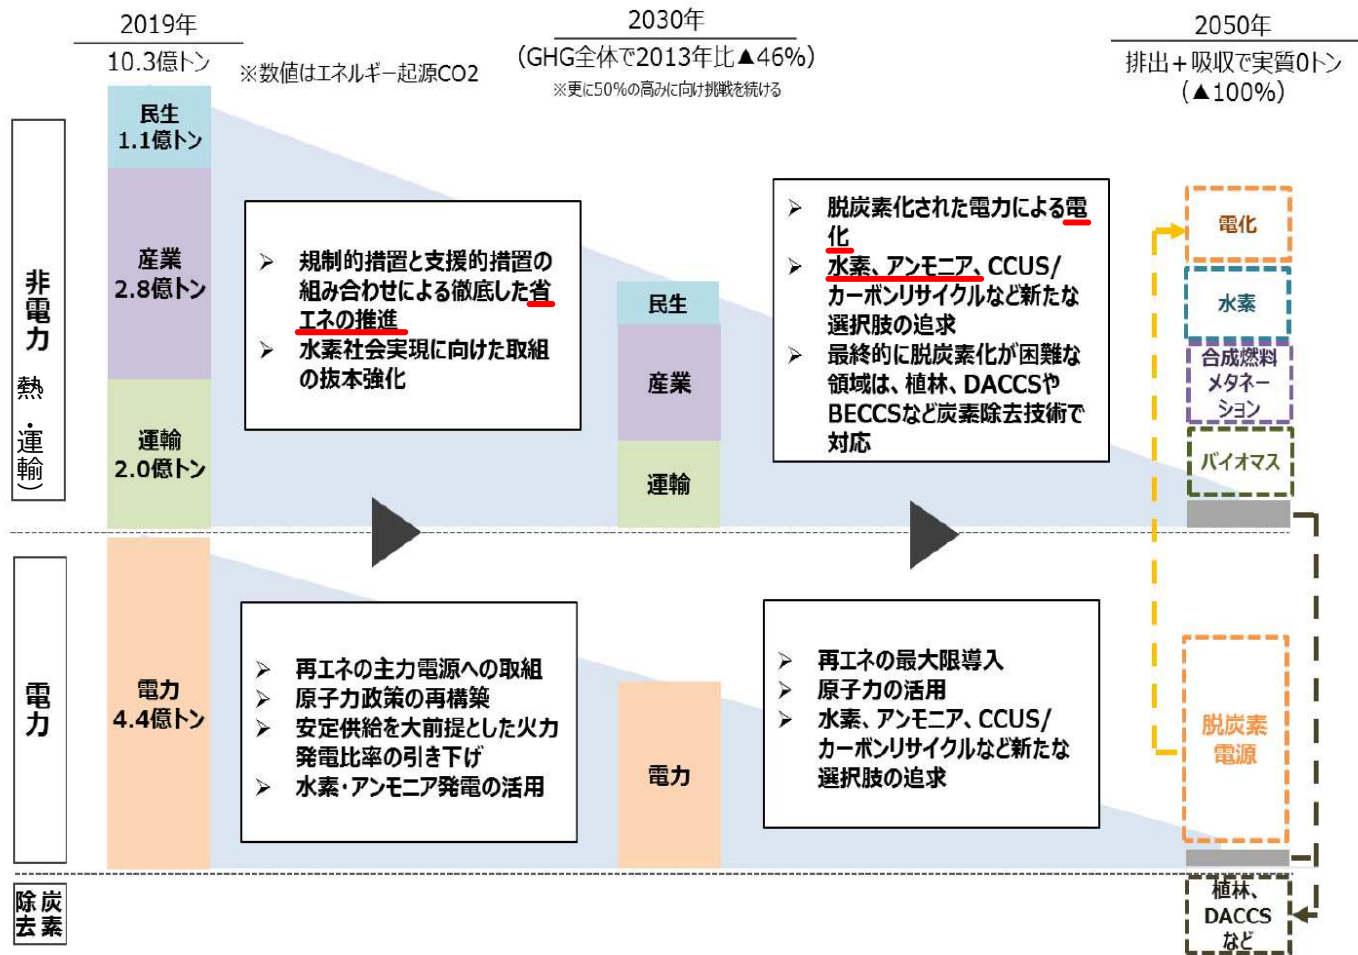 2019年
10.3億トン
※数値はエネルギー起源CO2
2030年
(GHG全体で2013年比▲46%)
※更に50%の高みに向け挑戦を続ける
2050年
排出+吸収で実質0トン
(▲100%)
非電力
熱・運輸)
民生
1.1億トン
産業
2.8億トン
運輸
2.0億トン
➢ 規制的措置と支援的措置の
組み合わせによる徹底した省
エネの推進
➢ 水素社会実現に向けた取組
の抜本強化
民生
産業
運輸
➢ 脱炭素化された電力による電
化
➢ 水素、アンモニア、CCUS/
カーボンリサイクルなど新たな
選択肢の追求
➢ 最終的に脱炭素化が困難な
領域は、植林、DACCSや
BECCSなど炭素除去技術で
対応
電化
水素
合成燃料
メタネー
ション
バイオマス
電力
電力
4.4億トン
➢ 再エネの主力電源への取組
➢ 原子力政策の再構築
➢ 安定供給を大前提とした火力
発電比率の引き下げ
➢ 水素・アンモニア発電の活用
電力
➢ 再エネの最大限導入
➢ 原子力の活用
➢ 水素、アンモニア、CCUS/
カーボンリサイクルなど新たな
選択肢の追求
脱炭素
電源
炭素
除去
植林、
DACCS
など